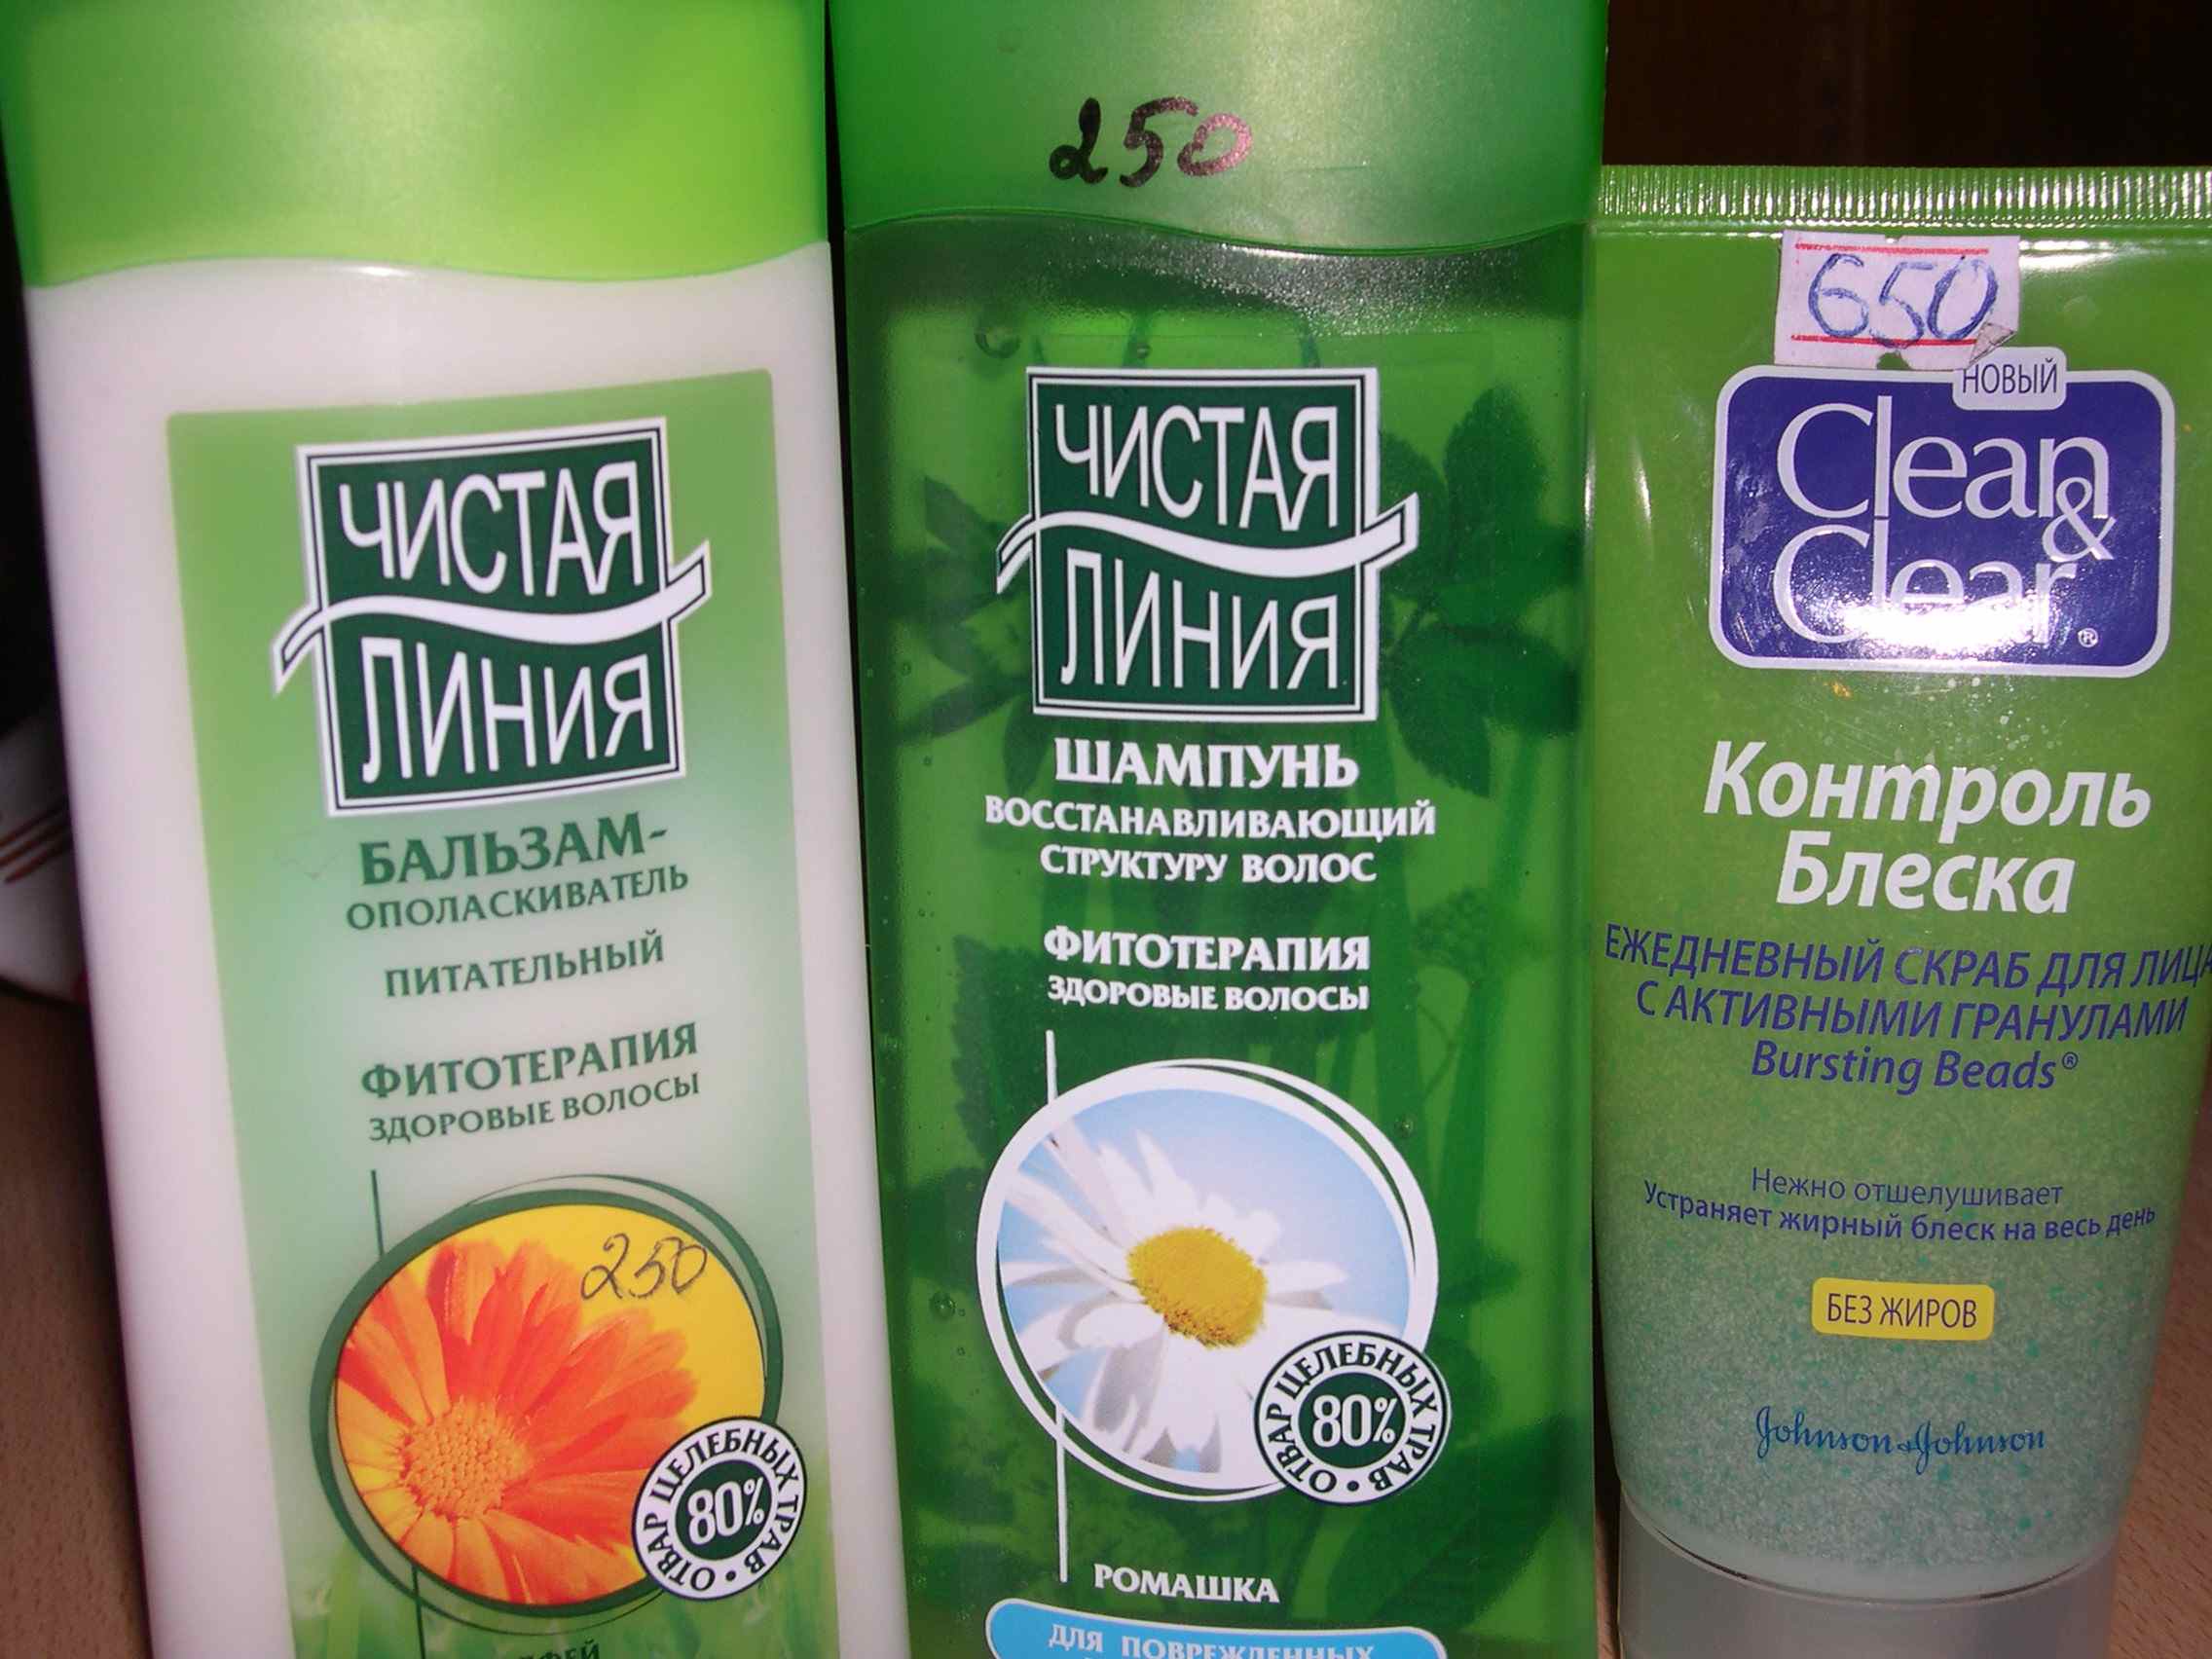 ЧИСТАЯ
ЛИНИЯ
БАЛЬЗАМ-
ОПОЛАСКИВАТЕЛЬ
ПИТАТЕЛЬНЫЙ
ФИТОТЕРАПИЯ
ЗДОРОВЫЕ ВОЛОСЫ
250
ОТВАР ЦЕЛЕБНЫХ ТРАВ
80%
250
ЧИСТАЯ
ЛИНИЯ
ШАМПУНЬ
ВОССТАНАВЛИВАЮЩИЙ
СТРУКТУРУ ВОЛОС
ФИТОТЕРАПИЯ
ЗДОРОВЫЕ ВОЛОСЫ
ОТВАР ЦЕЛЕБНЫХ ТРАВ
80%
РОМАШКА
ДЛЯ ПОВРЕЖДЕННЫХ
650
НОВЫЙ
Clean
&
Clear®
Контроль
Блеска
ЕЖЕДНЕВНЫЙ СКРАБ ДЛЯ ЛИЦА
С АКТИВНЫМИ ГРАНУЛАМИ
Bursting Beads®
Нежно отшелушивает
Устраняет жирный блеск на весь день
БЕЗ ЖИРОВ
Johnson & Johnson